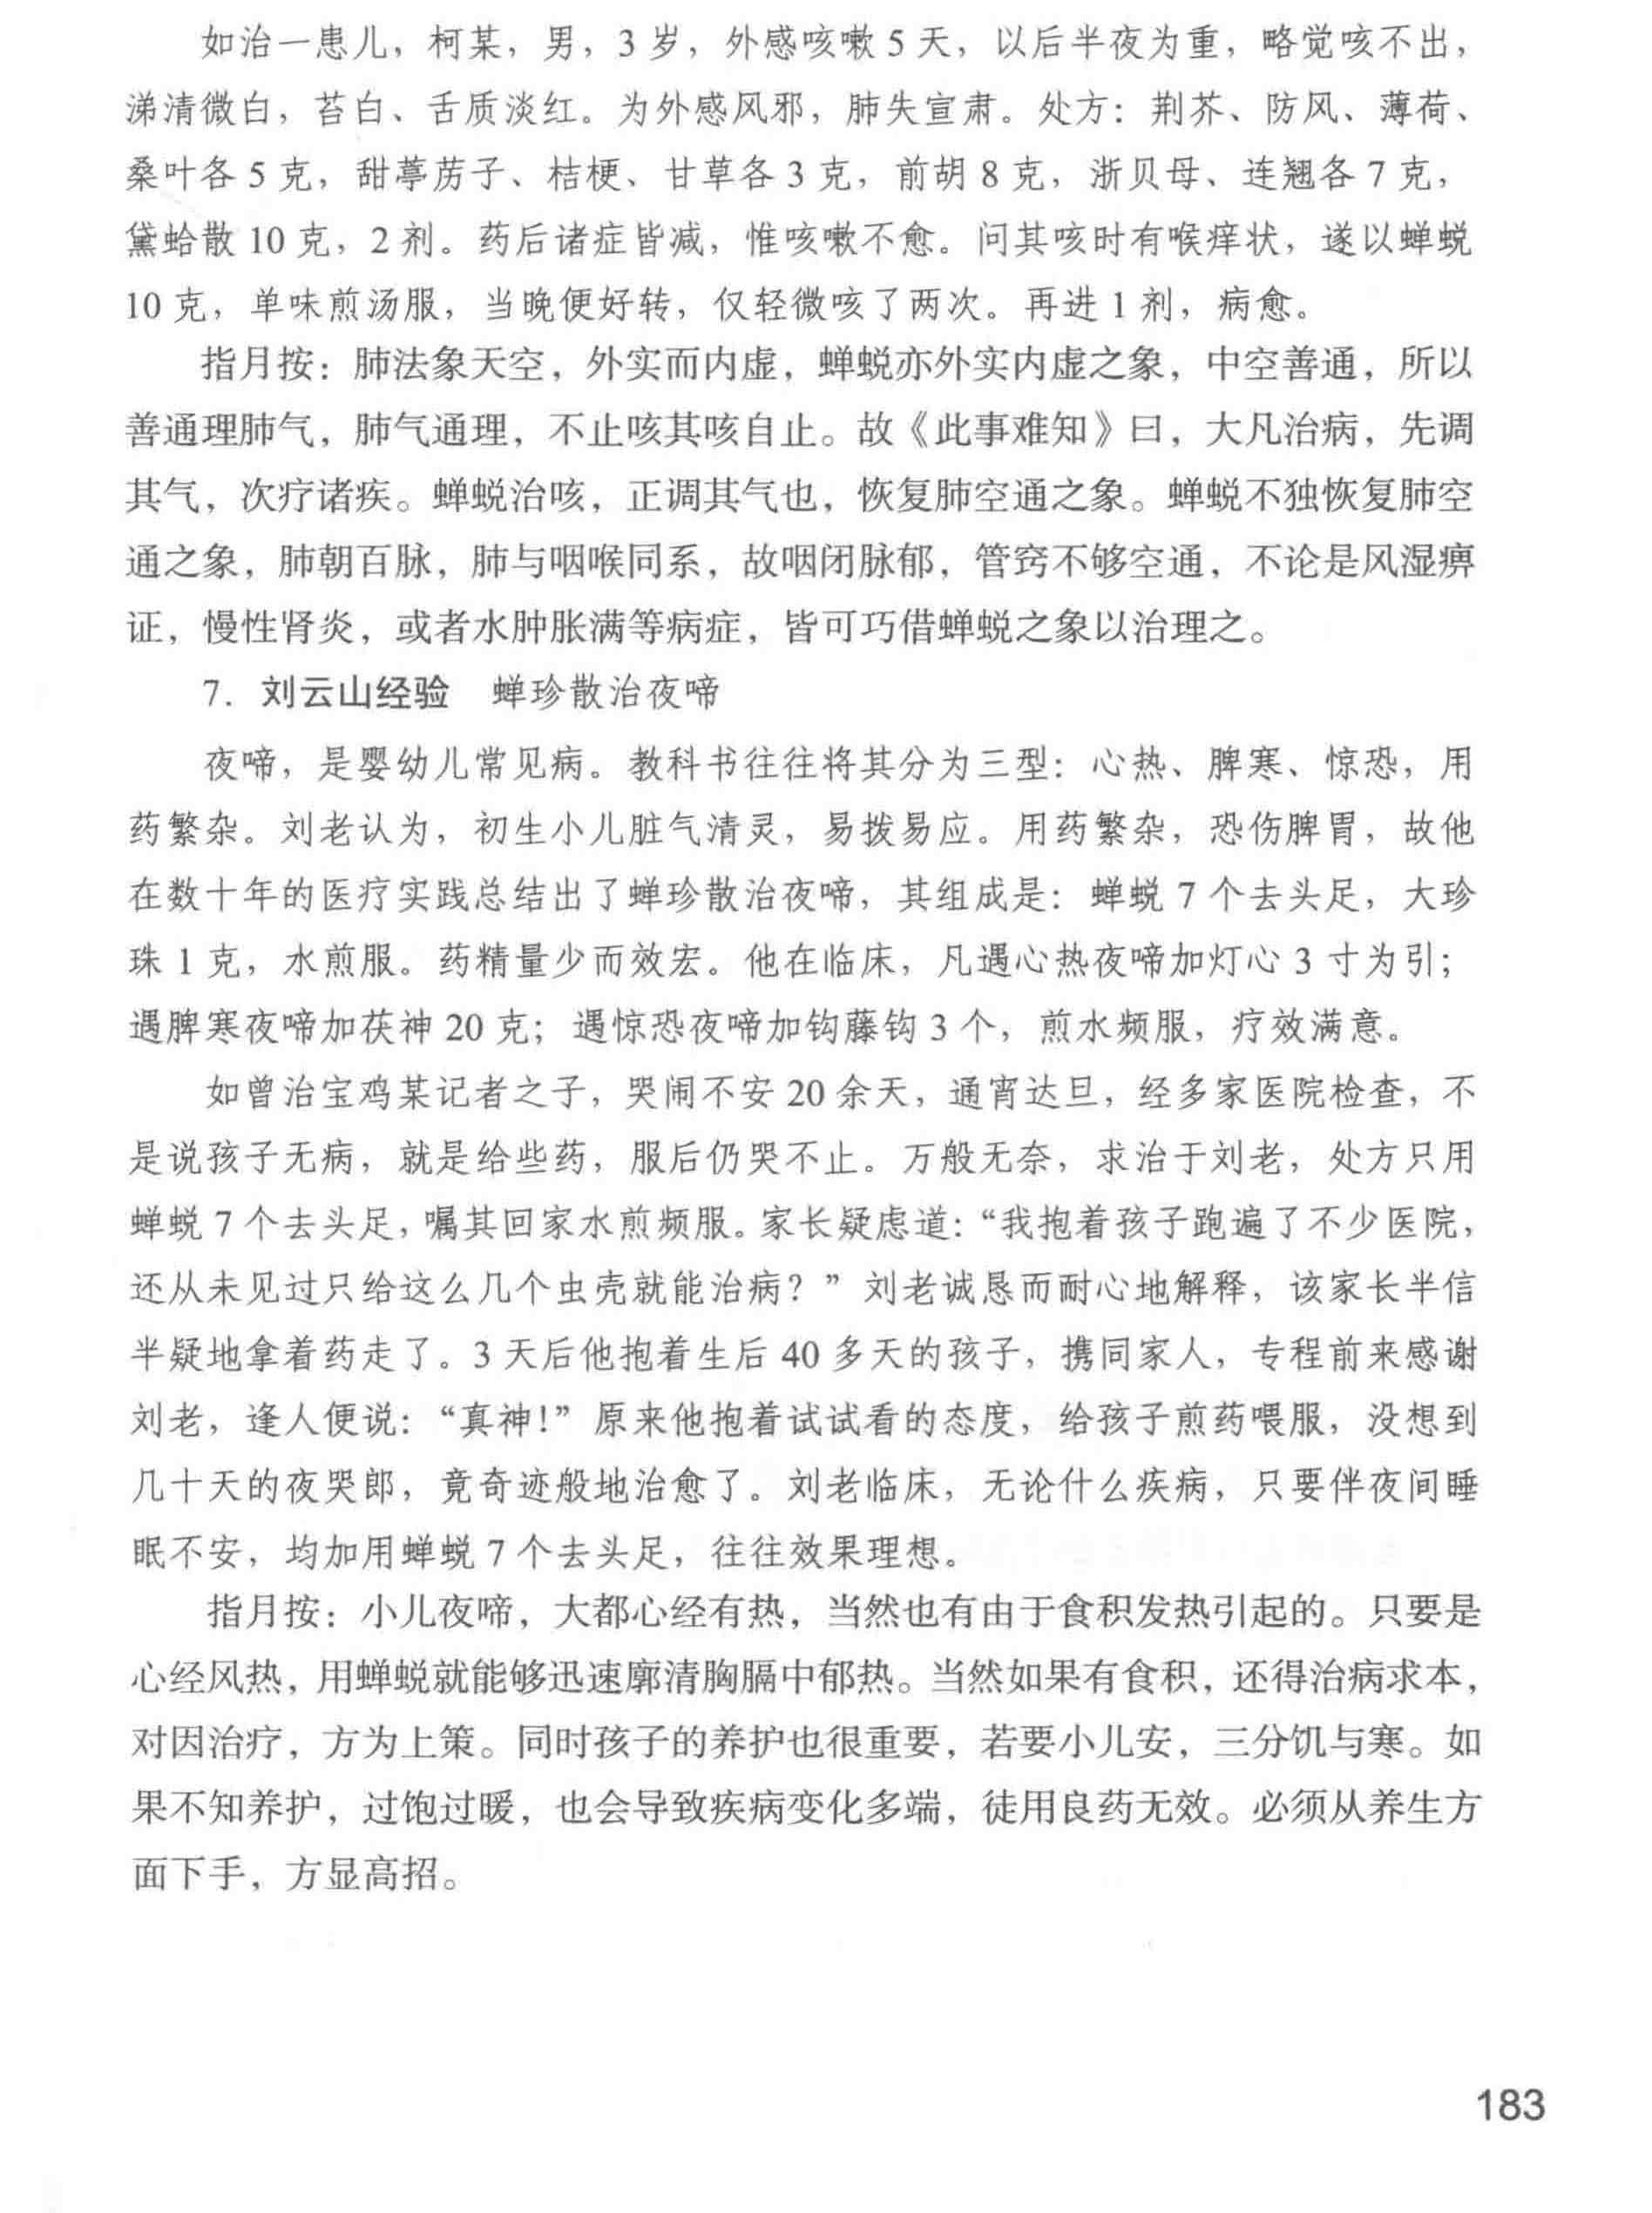 如治一患儿，柯某，男，3岁，外感咳嗽5天，以后半夜为重，略觉咳不出，
涕清微白，苔白、舌质淡红。为外感风邪，肺失宣肃。处方：荆芥、防风、薄荷、
桑叶各5克，甜葶苈子、桔梗、甘草各3克，前胡8克，浙贝母、连翘各7克，
黛蛤散10克，2剂。药后诸症皆减，惟咳嗽不愈。问其咳时有喉痒状，遂以蝉蜕
10克，单味煎汤服，当晚便好转，仅轻微咳了两次。再进1剂，病愈。
指月按：肺法象天空，外实而内虚，蝉蜕亦外实内虚之象，中空善通，所以
善通理肺气，肺气通理，不止咳其咳自止。故《此事难知》曰，大凡治病，先调
其气，次疗诸疾。蝉蜕治咳，正调其气也，恢复肺空通之象。蝉蜕不独恢复肺空
通之象，肺朝百脉，肺与咽喉同系，故咽闭脉郁，管窍不够空通，不论是风湿痹
证，慢性肾炎，或者水肿胀满等病症，皆可巧借蝉蜕之象以治理之。
7. 刘云山经验　蝉珍散治夜啼
夜啼，是婴幼儿常见病。教科书往往将其分为三型：心热、脾寒、惊恐，用
药繁杂。刘老认为，初生小儿脏气清灵，易拨易应。用药繁杂，恐伤脾胃，故他
在数十年的医疗实践总结出了蝉珍散治夜啼，其组成是：蝉蜕7个去头足，大珍
珠1克，水煎服。药精量少而效宏。他在临床，凡遇心热夜啼加灯心3寸为引；
遇脾寒夜啼加茯神20克；遇惊恐夜啼加钩藤钩3个，煎水频服，疗效满意。
如曾治宝鸡某记者之子，哭闹不安20余天，通宵达旦，经多家医院检查，不
是说孩子无病，就是给些药，服后仍哭不止。万般无奈，求治于刘老，处方只用
蝉蜕7个去头足，嘱其回家水煎频服。家长疑虑道：“我抱着孩子跑遍了不少医院，
还从未见过只给这么几个虫壳就能治病？”刘老诚恳而耐心地解释，该家长半信
半疑地拿着药走了。3天后他抱着生后40多天的孩子，携同家人，专程前来感谢
刘老，逢人便说：“真神！”原来他抱着试试看的态度，给孩子煎药喂服，没想到
几十天的夜哭郎，竟奇迹般地治愈了。刘老临床，无论什么疾病，只要伴夜间睡
眠不安，均加用蝉蜕7个去头足，往往效果理想。
指月按：小儿夜啼，大都心经有热，当然也有由于食积发热引起的。只要是
心经风热，用蝉蜕就能够迅速廓清胸膈中郁热。当然如果有食积，还得治病求本，
对因治疗，方为上策。同时孩子的养护也很重要，若要小儿安，三分饥与寒。如
果不知养护，过饱过暖，也会导致疾病变化多端，徒用良药无效。必须从养生方
面下手，方显高招。
183